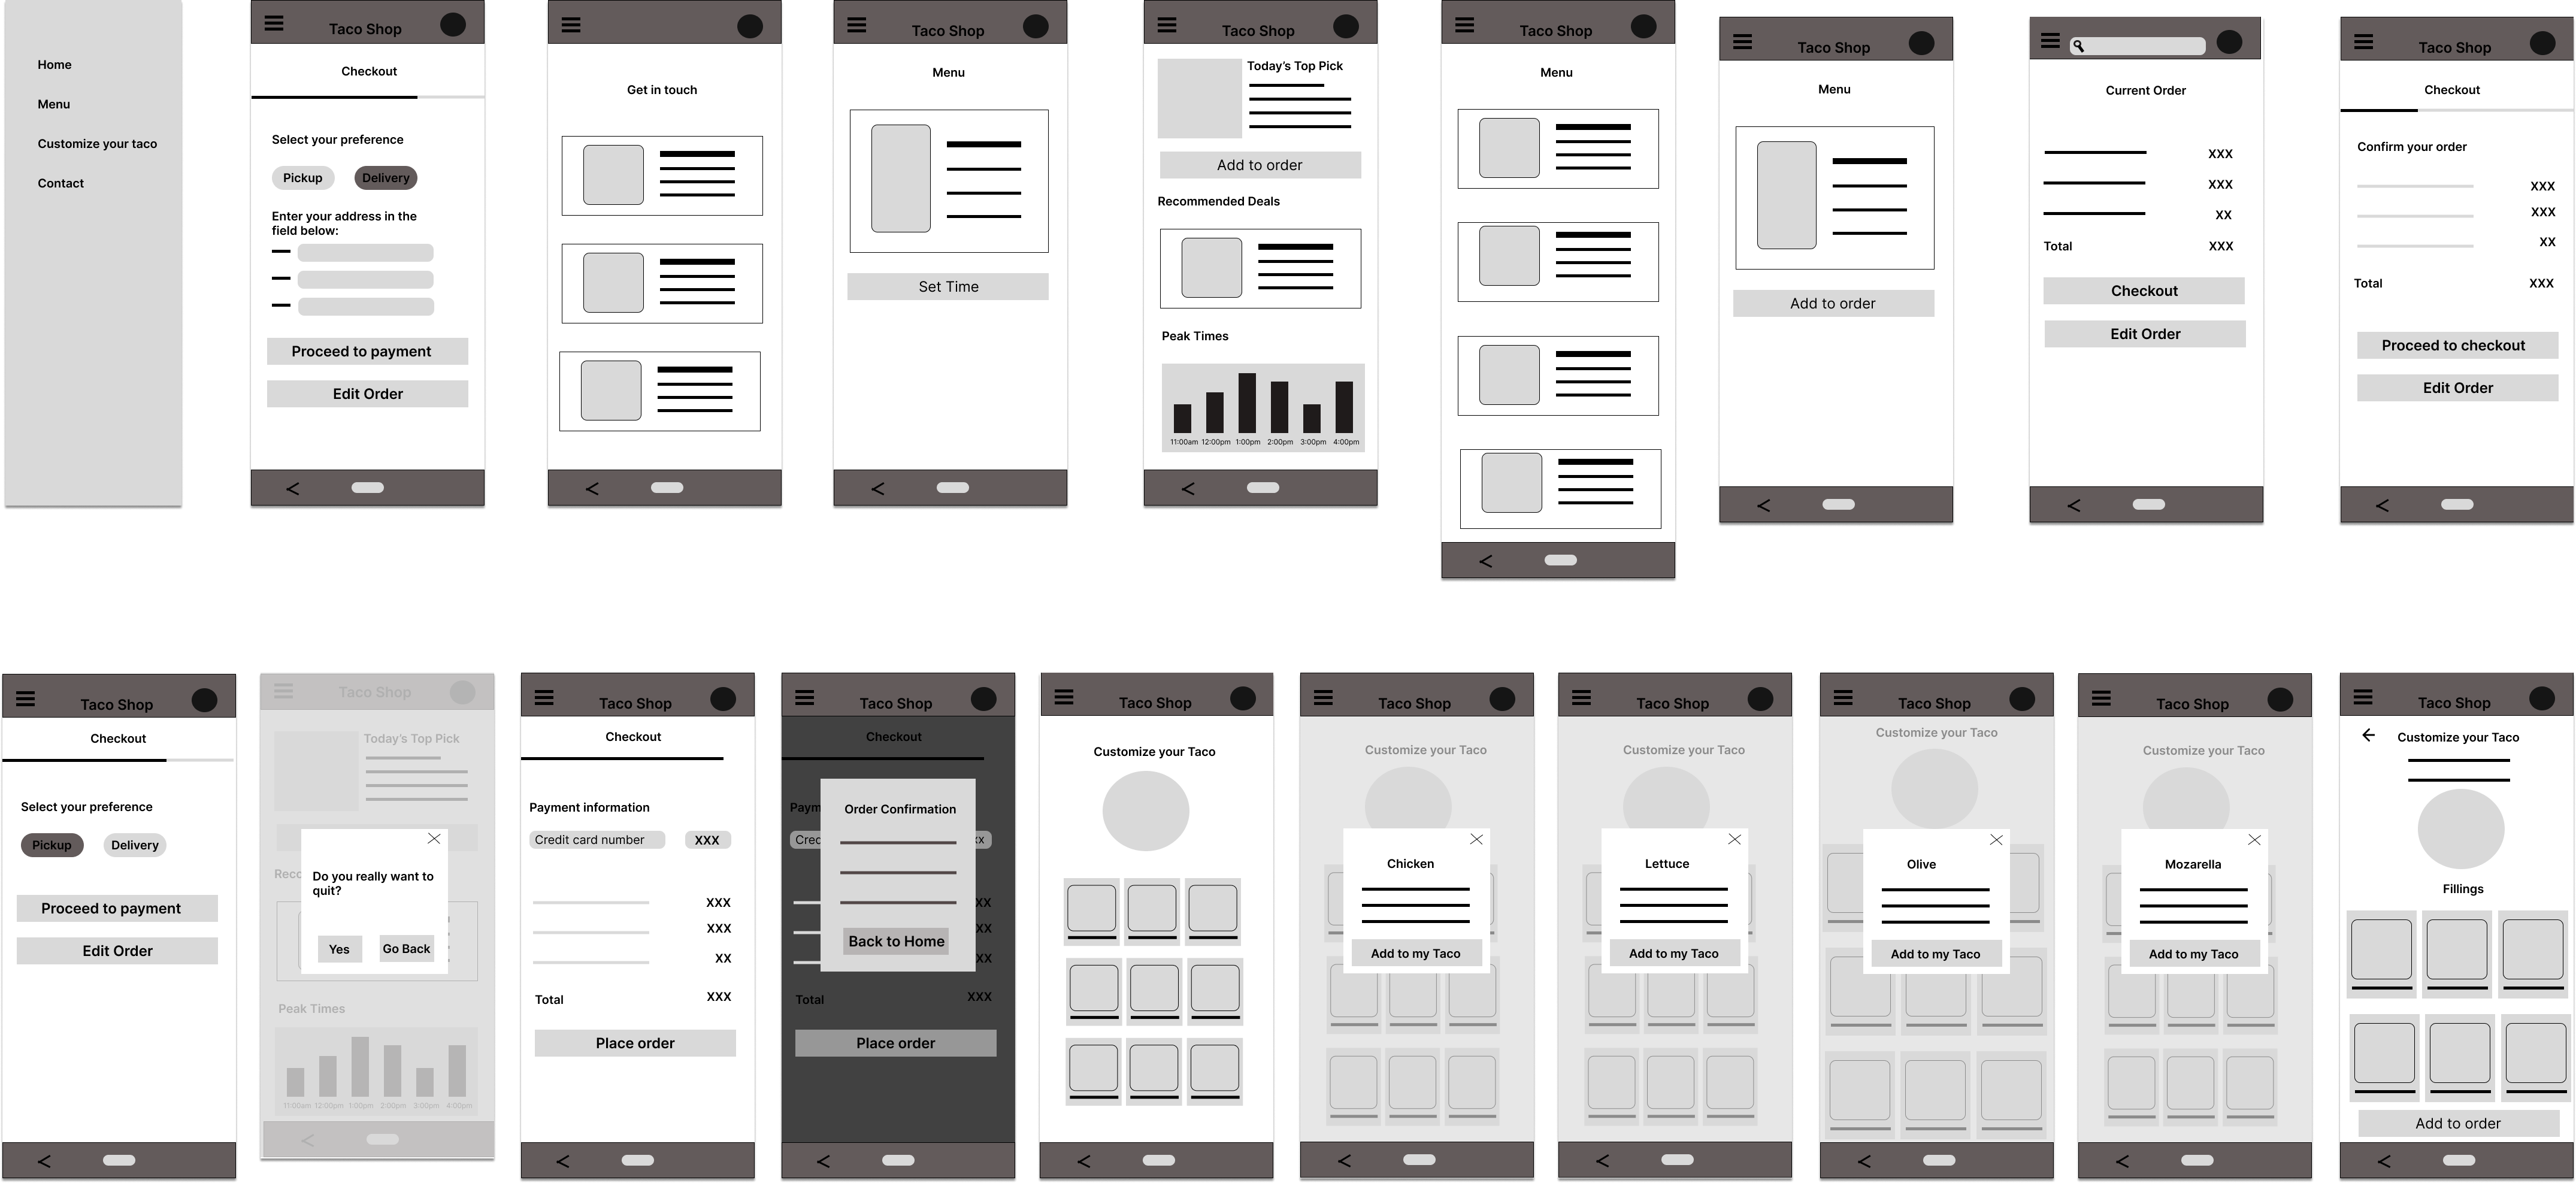 Home
Menu
Customize your taco
Contact
Taco Shop
Checkout
Select your preference
Pickup
Delivery
Enter your address in the
field below:
Proceed to payment
Edit Order
Get in touch
Taco Shop
Menu
Set Time
Taco Shop
Today's Top Pick
Add to order
Recommended Deals
Peak Times
11:00am 12:00pm 1:00pm 2:00pm 3:00pm 4:00pm
Taco Shop
Menu
Taco Shop
Menu
Add to order
Current Order
XXX
XXX
XX
Total XXX
Checkout
Edit Order
Taco Shop
Checkout
Confirm your order
XXX
XXX
XX
Total XXX
Proceed to checkout
Edit Order
Taco Shop
Checkout
Select your preference
Pickup
Delivery
Proceed to payment
Edit Order
Taco Shop
Today's Top Pick
Reco
Do you really want to
quit?
Yes
Go Back
Peak Times
11:00am 12:00pm 1:00pm 2:00pm 3:00pm 4:00pm
Taco Shop
Checkout
Payment information
Credit card number XXX
XXX
XXX
XX
Total XXX
Place order
Taco Shop
Checkout
Paym
Cred xx
Order Confirmation
XX
XXX
XX
Back to Home
Total XXX
Place order
Taco Shop
Customize your Taco
Taco Shop
Customize your Taco
Chicken
Add to my Taco
Taco Shop
Customize your Taco
Lettuce
Add to my Taco
Taco Shop
Customize your Taco
Olive
Add to my Taco
Taco Shop
Customize your Taco
Mozarella
Add to my Taco
Taco Shop
Customize your Taco
Fillings
Add to order